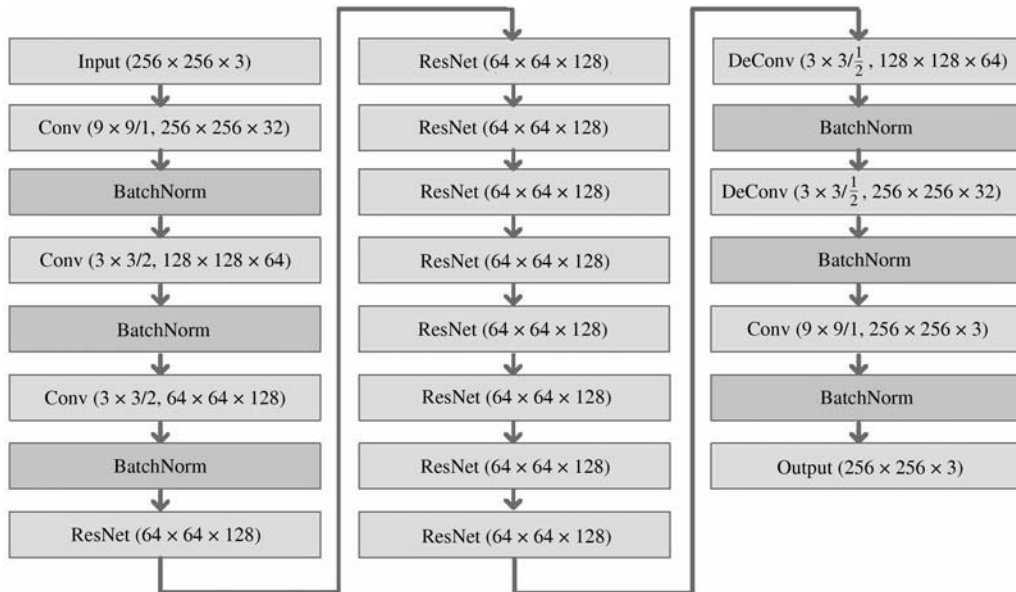 Input (256 × 256 × 3)
Conv (9 × 9/1, 256 × 256 × 32)
BatchNorm
Conv (3 × 3/2, 128 × 128 × 64)
BatchNorm
Conv (3 × 3/2, 64 × 64 × 128)
BatchNorm
ResNet (64 × 64 × 128)
ResNet (64 × 64 × 128)
ResNet (64 × 64 × 128)
ResNet (64 × 64 × 128)
ResNet (64 × 64 × 128)
ResNet (64 × 64 × 128)
ResNet (64 × 64 × 128)
ResNet (64 × 64 × 128)
ResNet (64 × 64 × 128)
DeConv (3 × 3/½, 128 × 128 × 64)
BatchNorm
DeConv (3 × 3/½, 256 × 256 × 32)
BatchNorm
Conv (9 × 9/1, 256 × 256 × 3)
BatchNorm
Output (256 × 256 × 3)